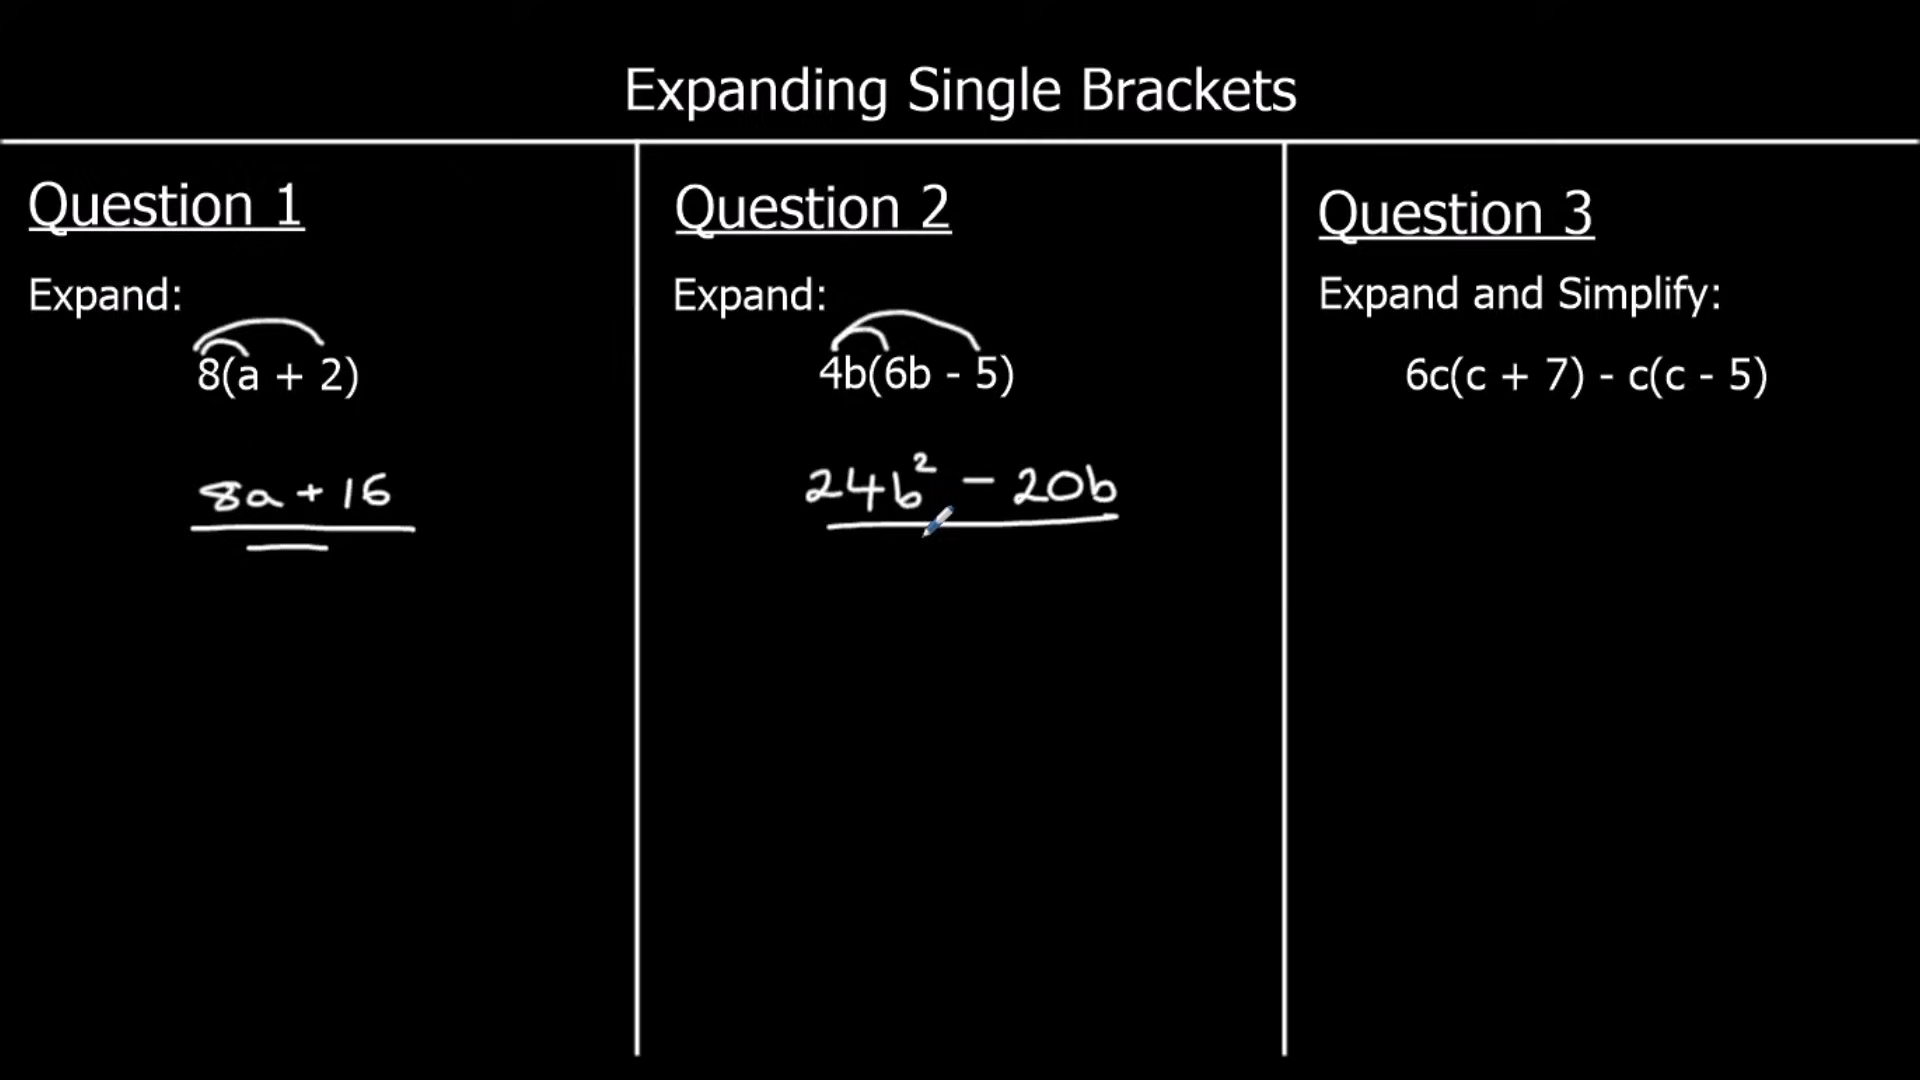 Expanding Single Brackets
Question 1
Expand:
8(a + 2)
8a + 16
Question 2
Expand:
4b(6b - 5)
24b² - 20b
Question 3
Expand and Simplify:
6c(c + 7) - c(c - 5)